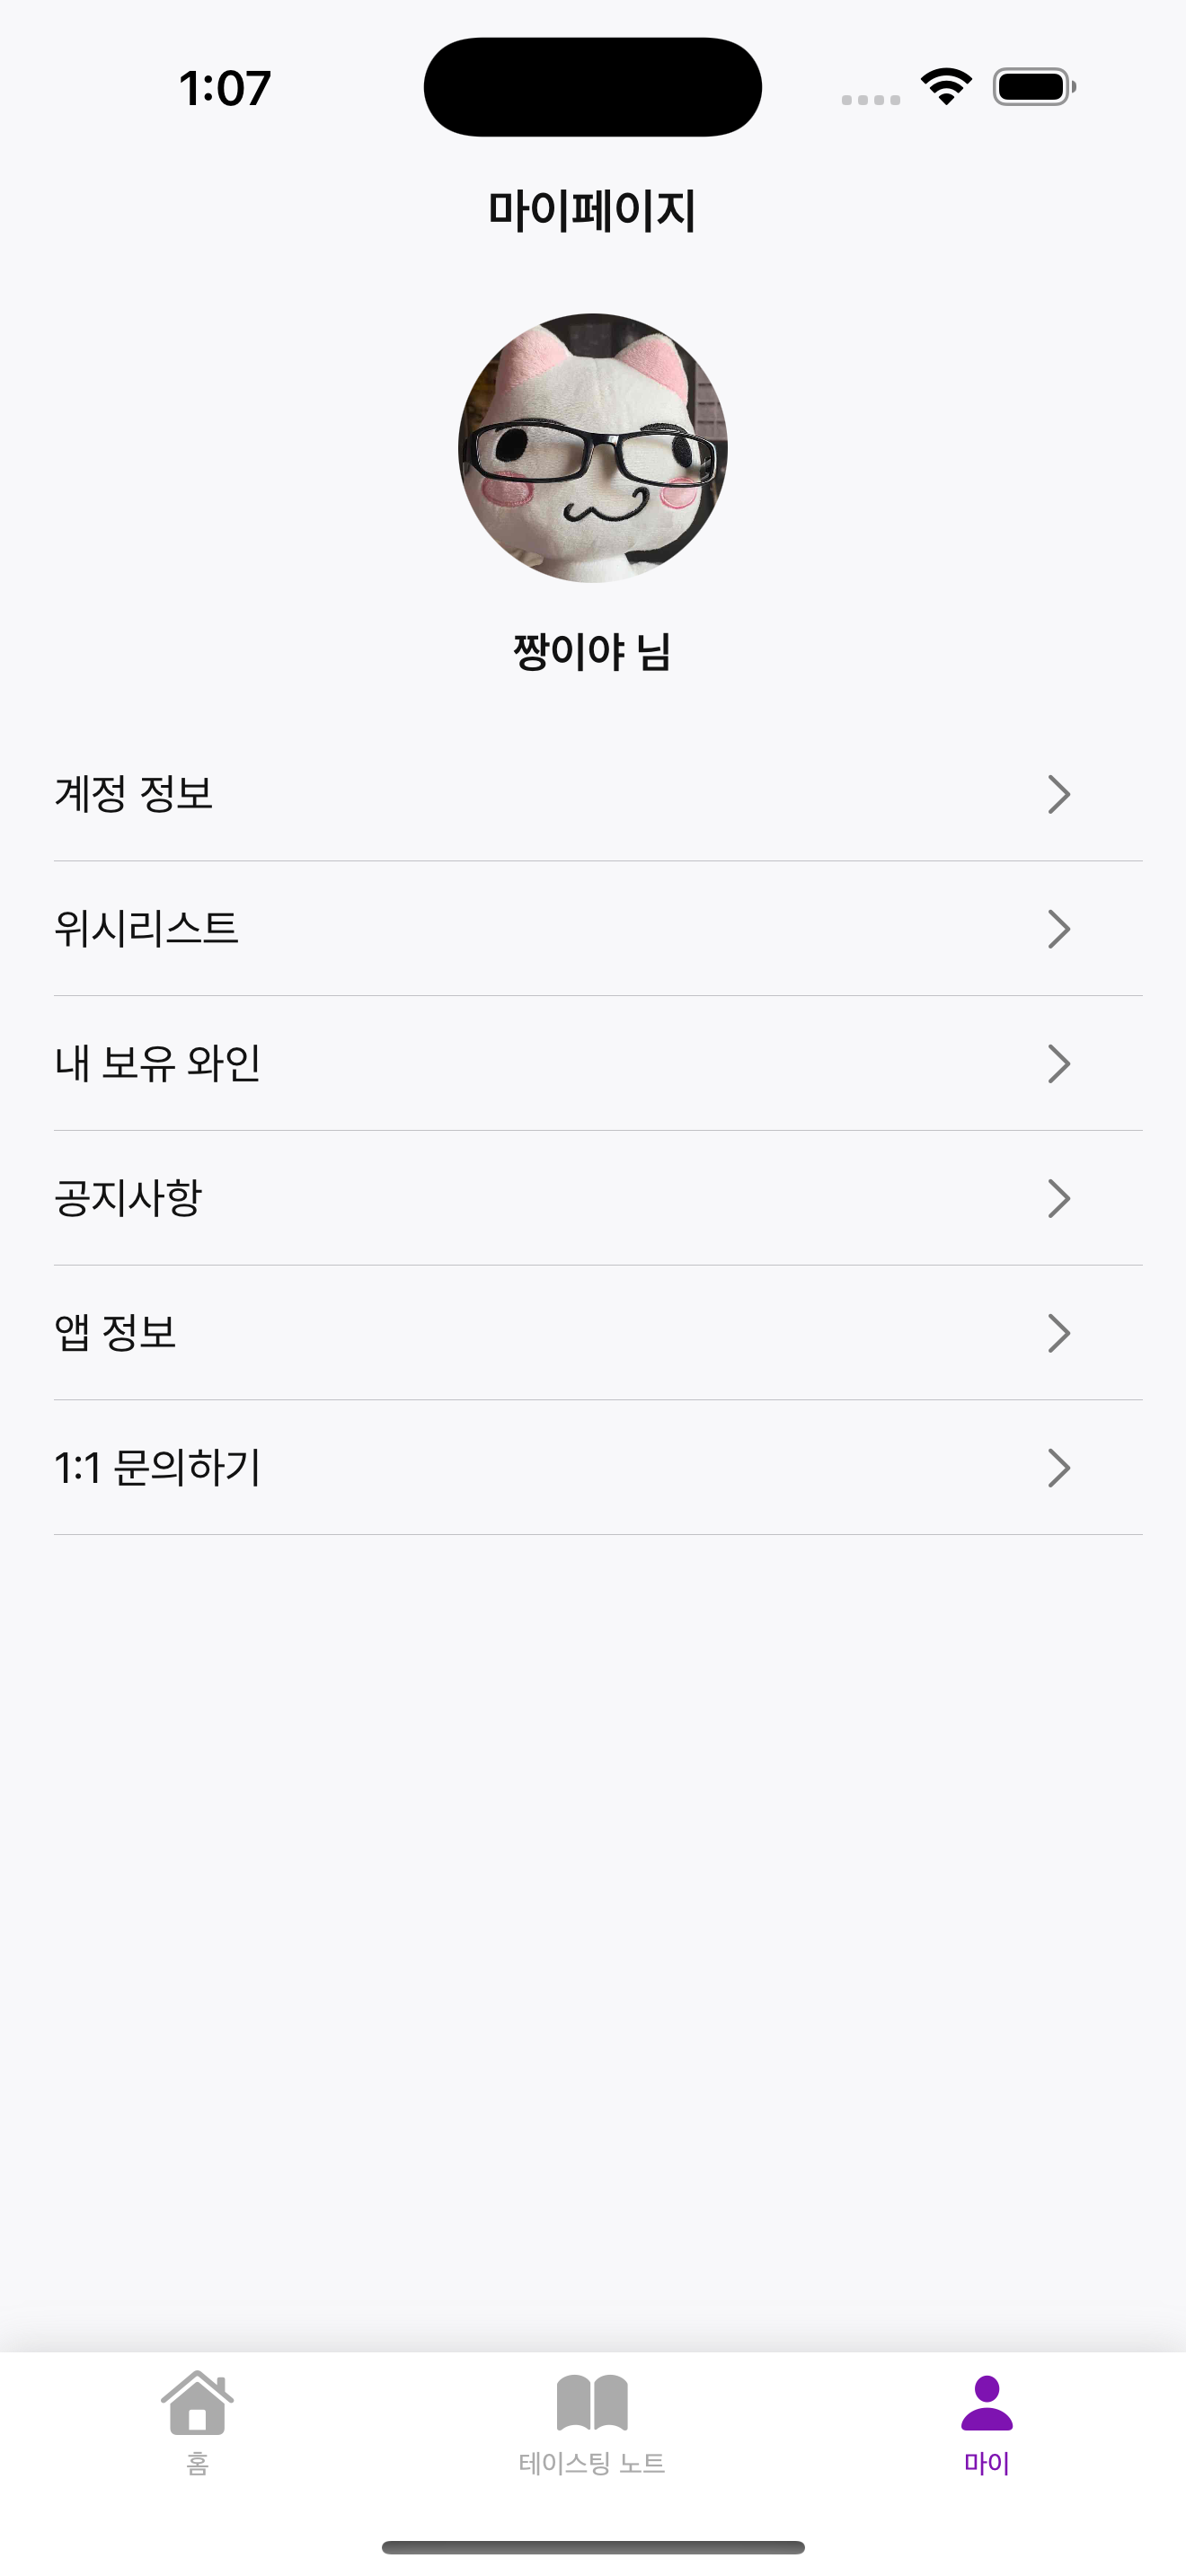 1:07
마이페이지
짱이야 님
계정 정보
위시리스트
내 보유 와인
공지사항
앱 정보
1:1 문의하기
홈
테이스팅 노트
마이